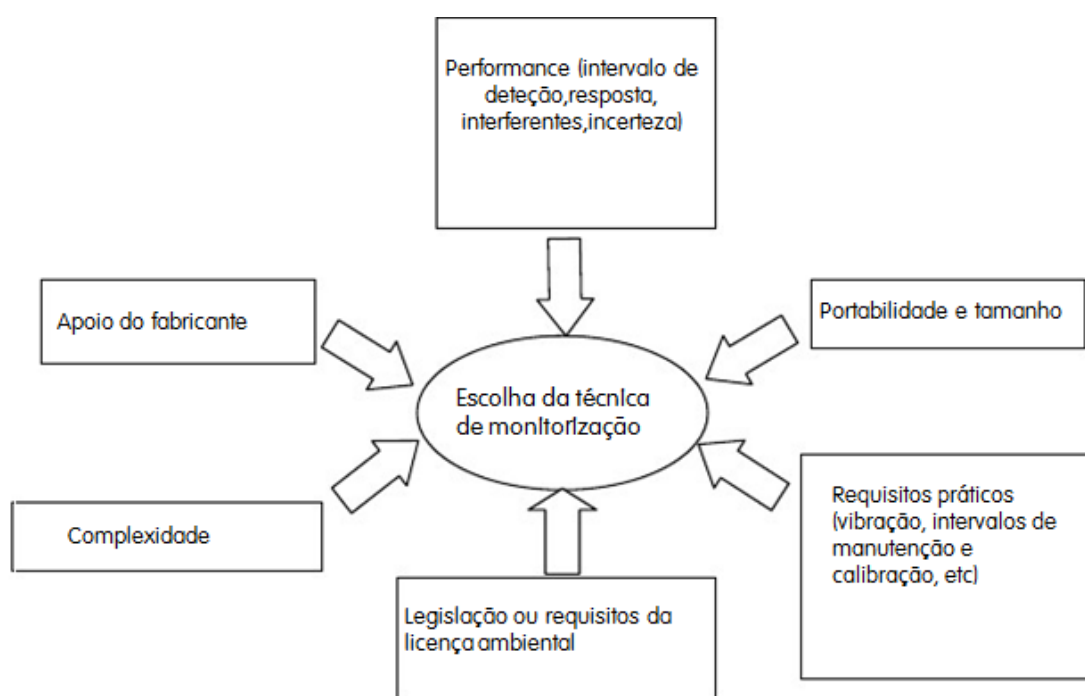 Performance (intervalo de
deteção,resposta,
interferentes,incerteza)
Apoio do fabricante
Portabilidade e tamanho
Escolha da técnica
de monitorização
Complexidade
Requisitos práticos
(vibração, intervalos de
manutenção e
calibração, etc)
Legislação ou requisitos da
licença ambiental